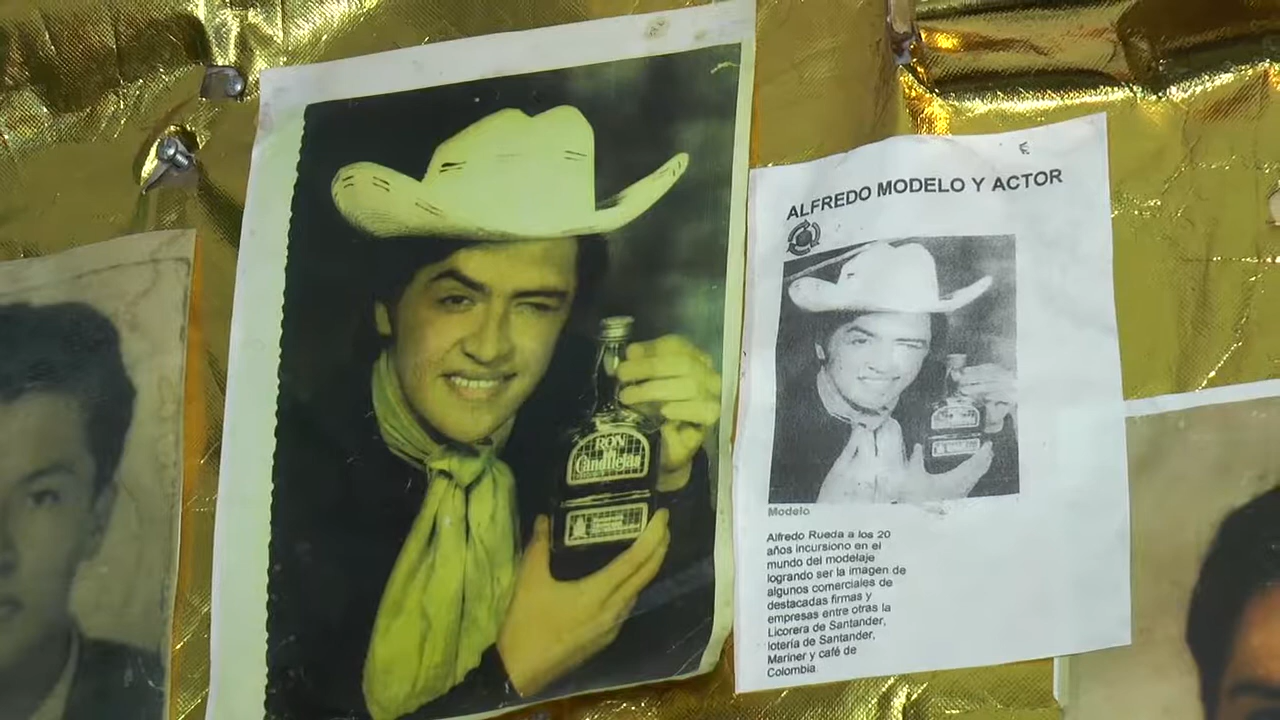 RON
Candilejas
ALFREDO MODELO Y ACTOR
Modelo
Alfredo Rueda a los 20
años incursiono en el
mundo del modelaje
logrando ser la imagen de
algunos comerciales de
destacadas firmas y
empresas entre otras la
Licorera de Santander,
lotería de Santander,
Mariner y café de
Colombia.